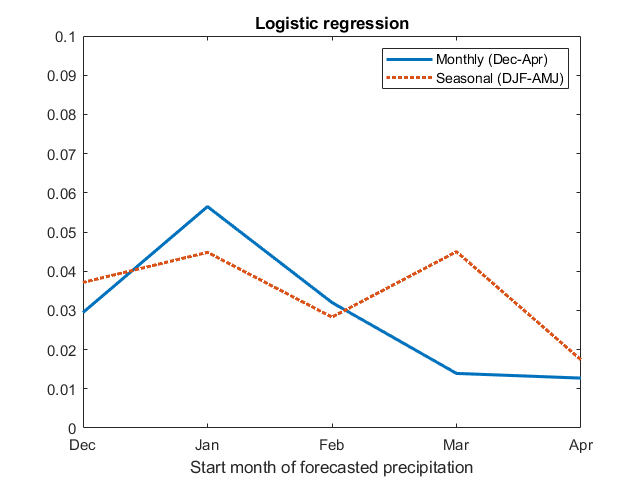 Logistic regression
Monthly (Dec-Apr)
Seasonal (DJF-AMJ)
0.1
0.09
0.08
0.07
0.06
0.05
0.04
0.03
0.02
0.01
0
Dec Jan Feb Mar Apr
Start month of forecasted precipitation